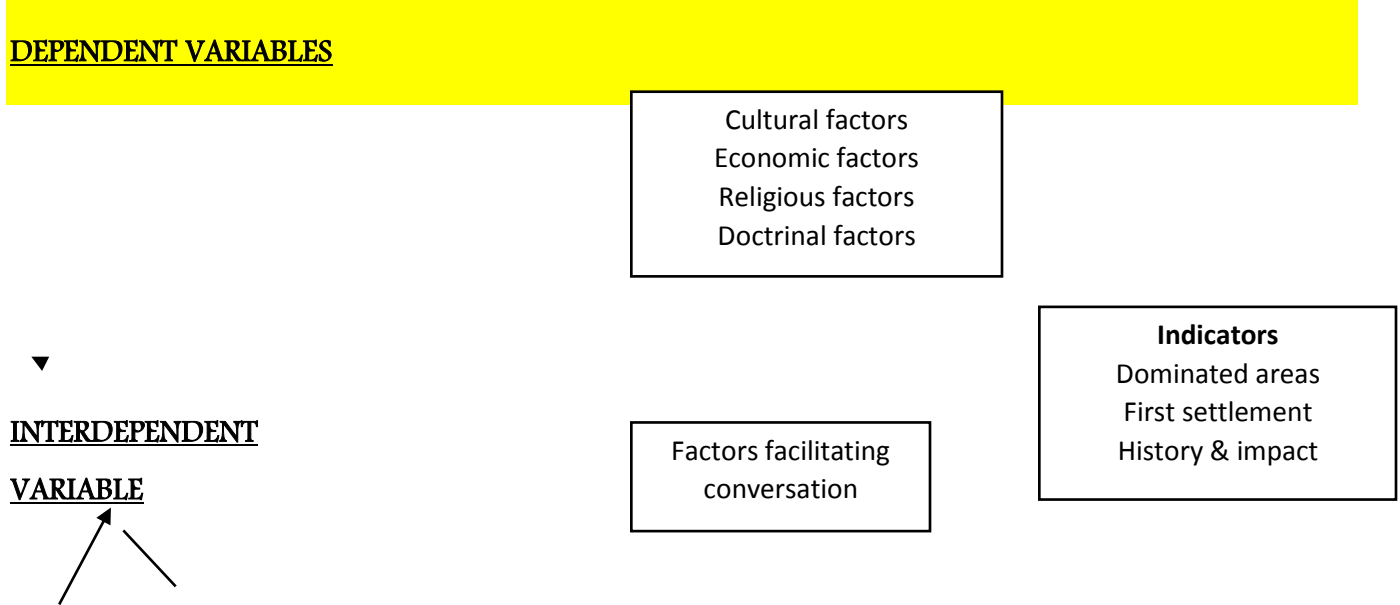 DEPENDENT VARIABLES
Cultural factors
Economic factors
Religious factors
Doctrinal factors
Indicators
Dominated areas
First settlement
History & impact
INTERDEPENDENT
VARIABLE
Factors facilitating
conversation